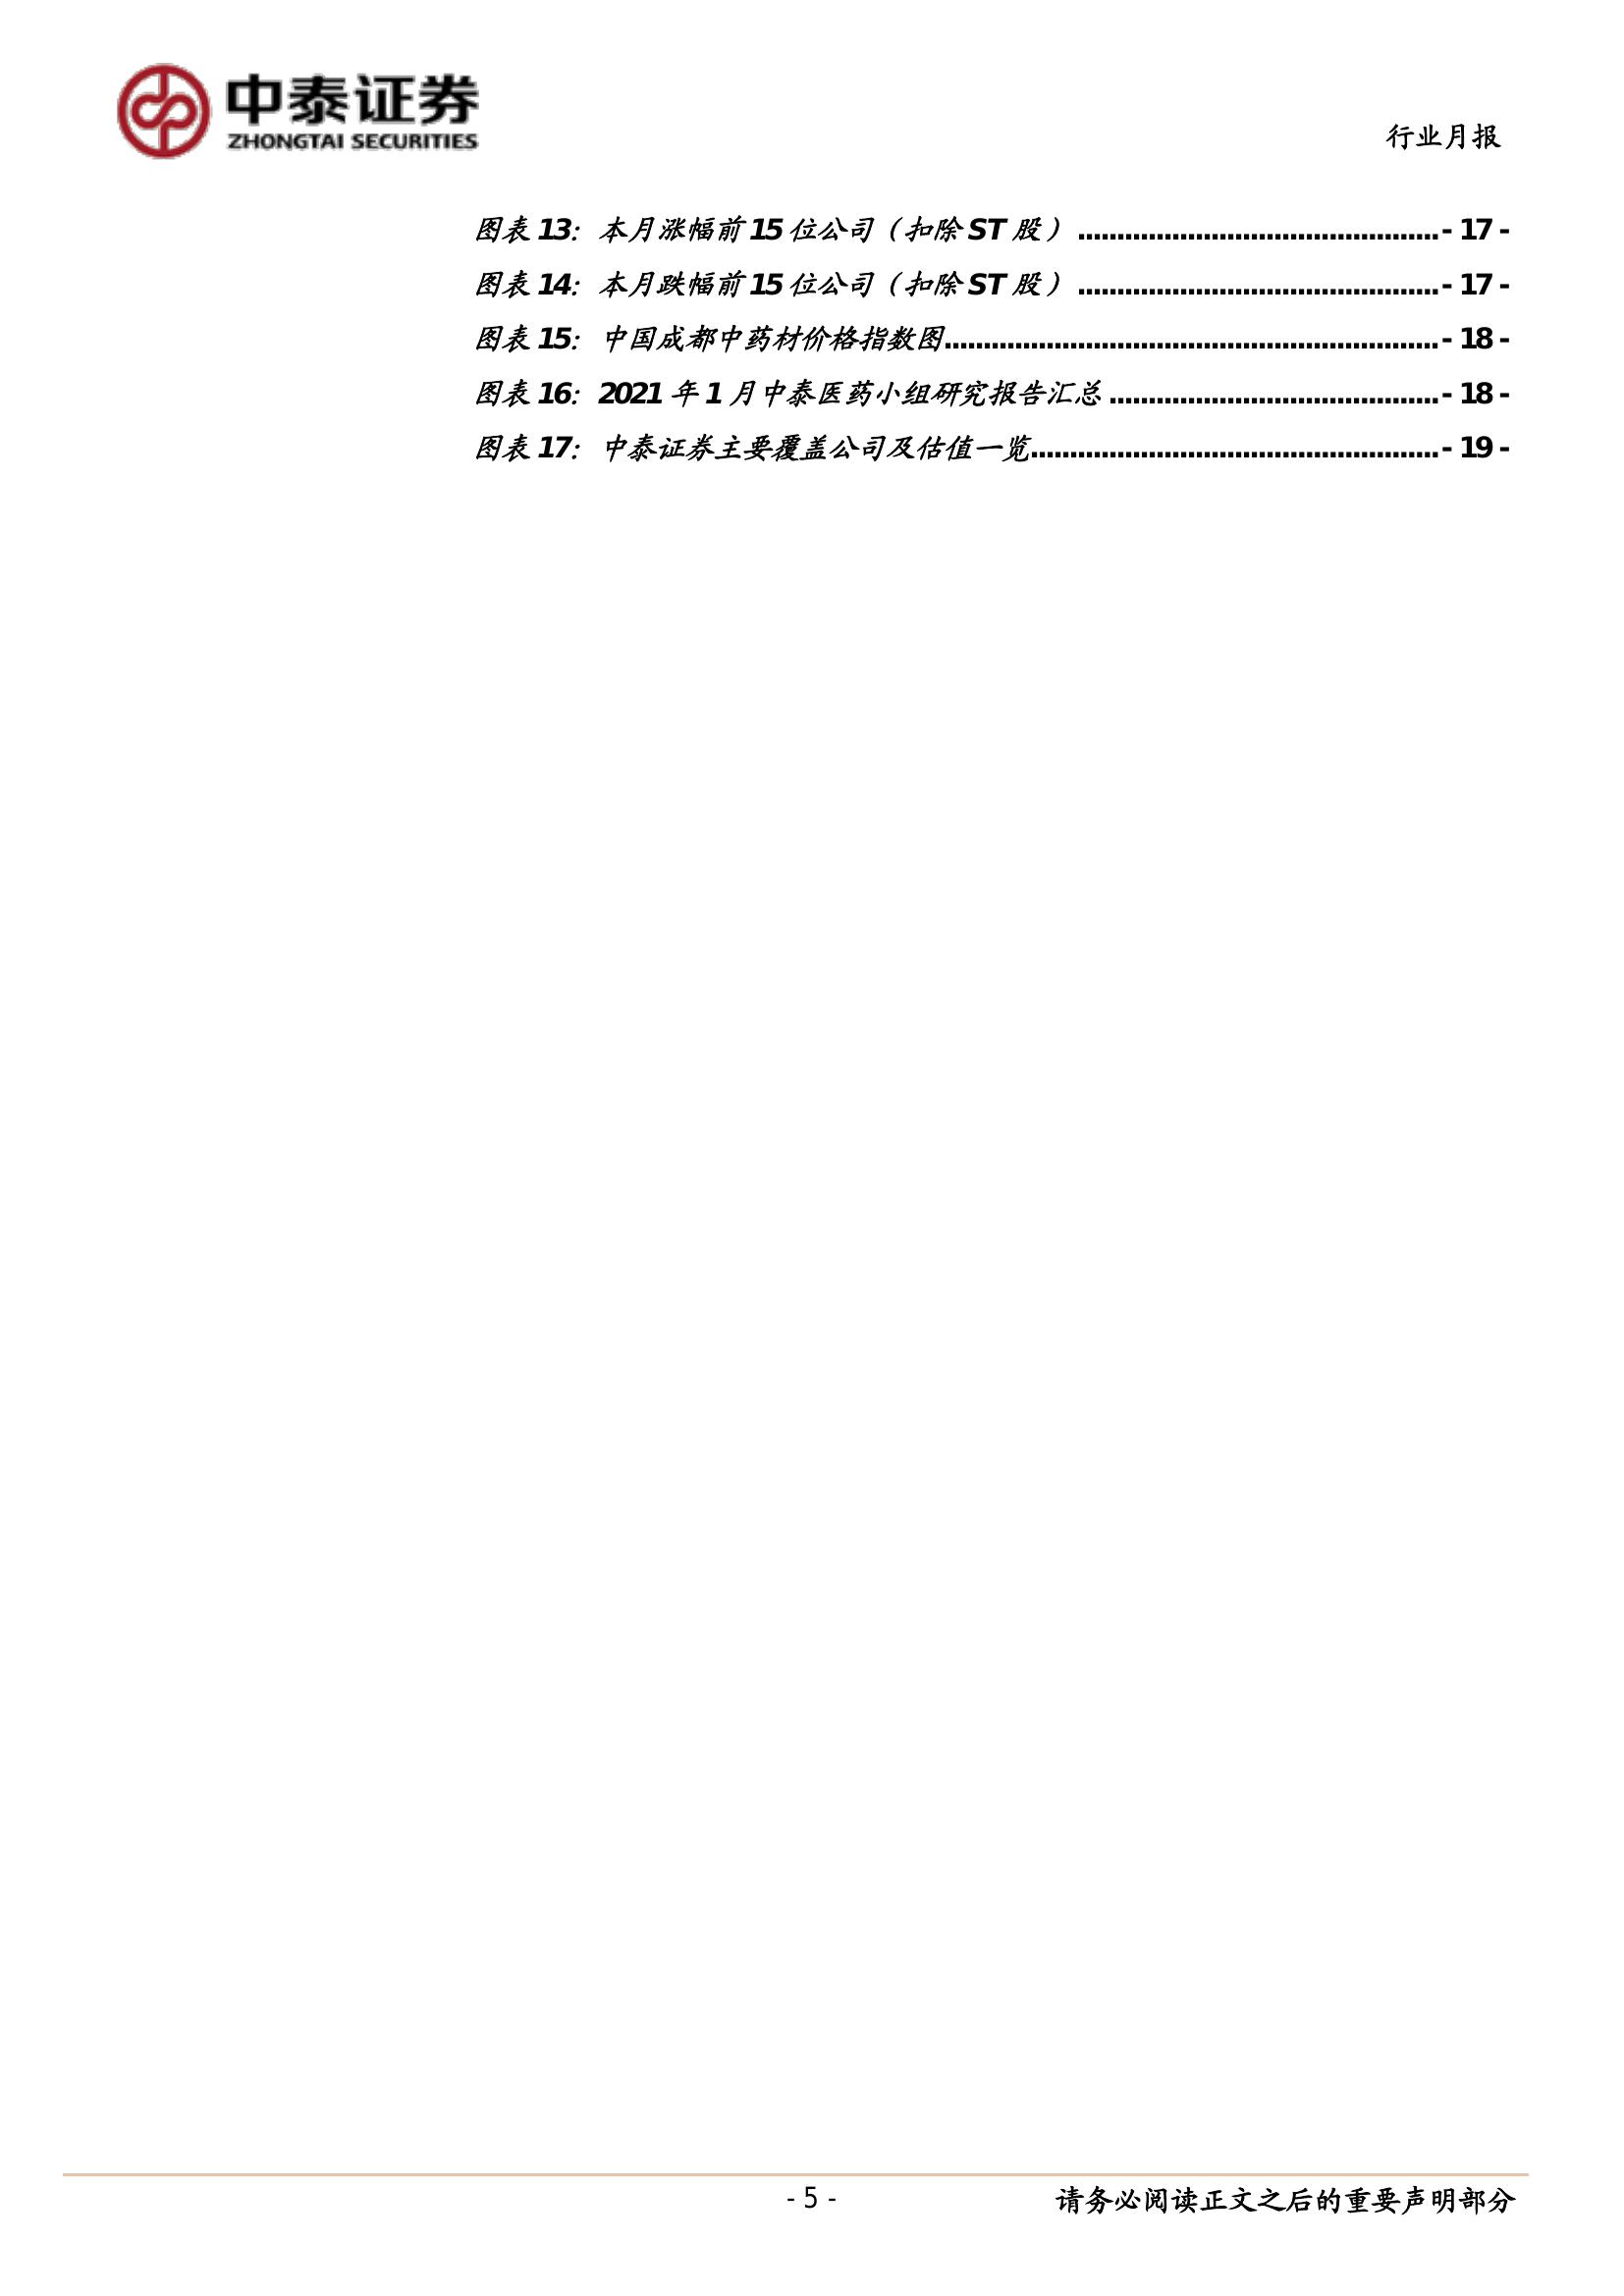 中泰证券
ZHONGTAI SECURITIES
行业月报
图表 13：本月涨幅前 15 位公司（扣除 ST 股）..............................................- 17 -
图表 14：本月跌幅前 15 位公司（扣除 ST 股）..............................................- 17 -
图表 15：中国成都中药材价格指数图...............................................................- 18 -
图表 16：2021 年 1 月中泰医药小组研究报告汇总..........................................- 18 -
图表 17：中泰证券主要覆盖公司及估值一览....................................................- 19 -
- 5 -
请务必阅读正文之后的重要声明部分